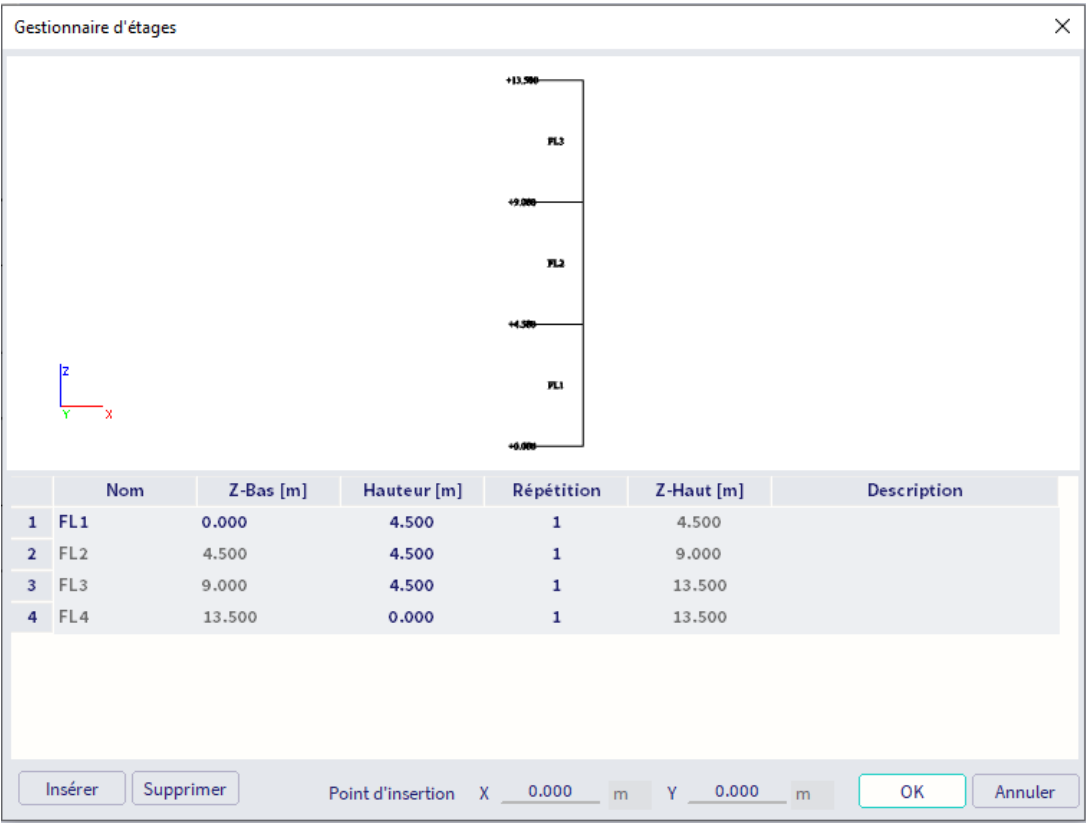 Gestionnaire d'étages
+13.500
FL3
+9.000
FL2
+4.500
Z
FL1
Y X
+0.000
Nom Z-Bas [m] Hauteur [m] Répétition Z-Haut [m] Description
1 FL1 0.000 4.500 1 4.500
2 FL2 4.500 4.500 1 9.000
3 FL3 9.000 4.500 1 13.500
4 FL4 13.500 0.000 1 13.500
Insérer Supprimer Point d'insertion X 0.000 m Y 0.000 m OK Annuler